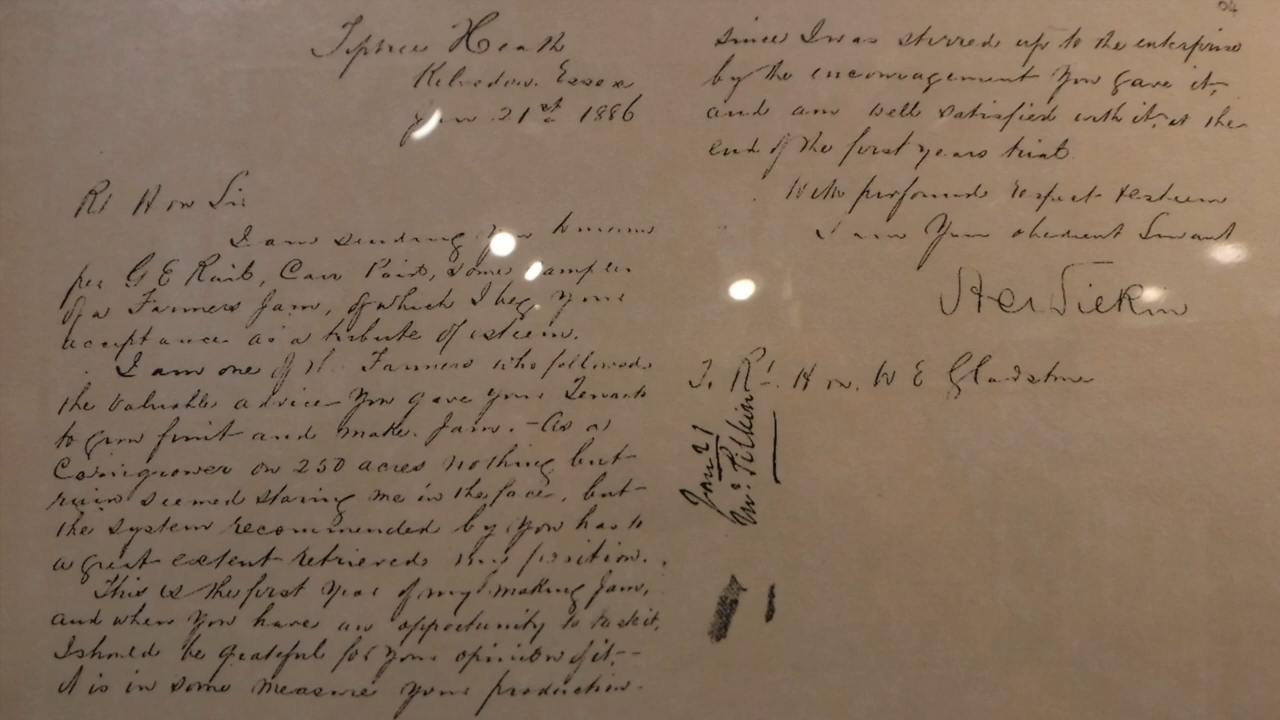 Tiptree Heath
Kelvedon. Essex
Jan 21st 1886
Rt Hon Sir
I am sending you to
per G E Rail, Carr Paid, some samples
of a Farmers Jam, of which I beg your
acceptance as a tribute of esteem.
I am one of the Farmers who followed
the valuable advice you gave your Tenants
to grow fruit and make Jam. - As a
Corngrower on 250 acres nothing but
ruin seemed staring me in the face, but
the system recommended by you has to
a great extent retrieved my position.
This is the first year of my making Jam,
and when you have an opportunity to taste it,
I should be grateful for your opinion of it, -
it is in some measure your production.
04
since I was stirred up to the enterprise
by the encouragement you gave it,
and am well satisfied with it, at the
end of the first years trial.
With profound respect & esteem
I am Your obedient Servant
Wilkin
To Rt. Hon. W E Gladstone
Jan 21
Mr. Wilkin